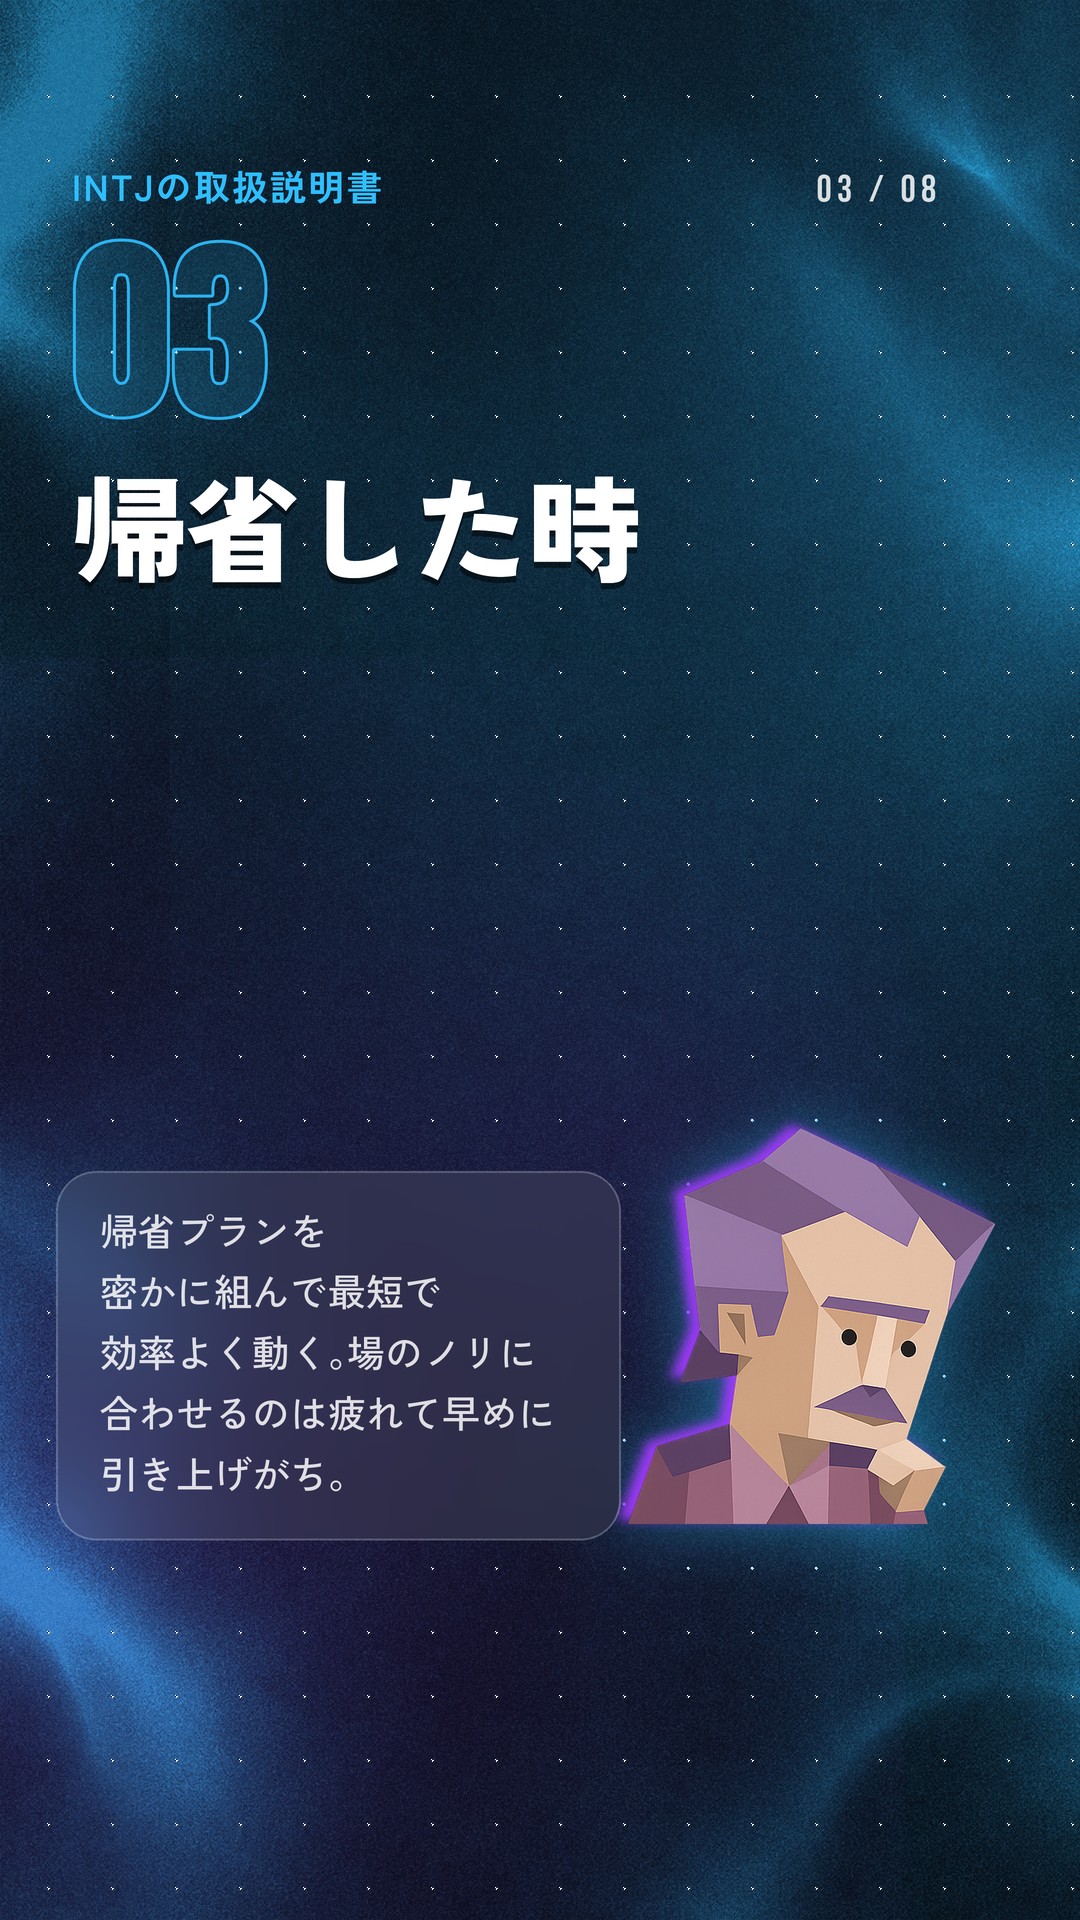 INTJの取扱説明書
03 / 08
03
帰省した時
帰省プランを
密かに組んで最短で
効率よく動く。場のノリに
合わせるのは疲れて早めに
引き上げがち。